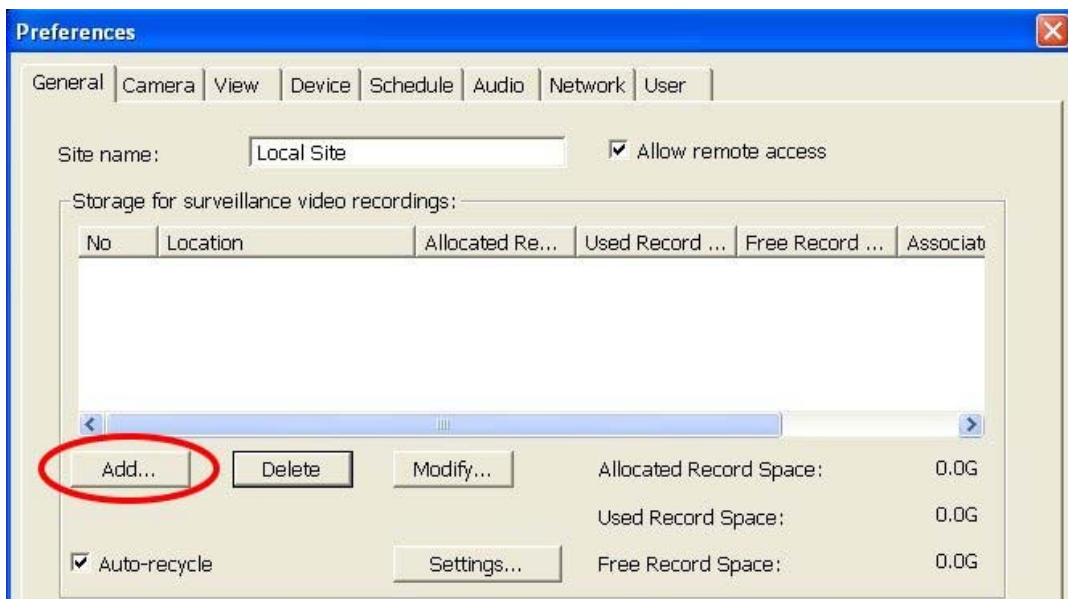 Preferences
General Camera View Device Schedule Audio Network User
Site name: Local Site Allow remote access
Storage for surveillance video recordings:
No Location Allocated Re... Used Record ... Free Record ... Associat
Add... Delete Modify... Allocated Record Space: 0.0G
Used Record Space: 0.0G
Auto-recycle Settings... Free Record Space: 0.0G